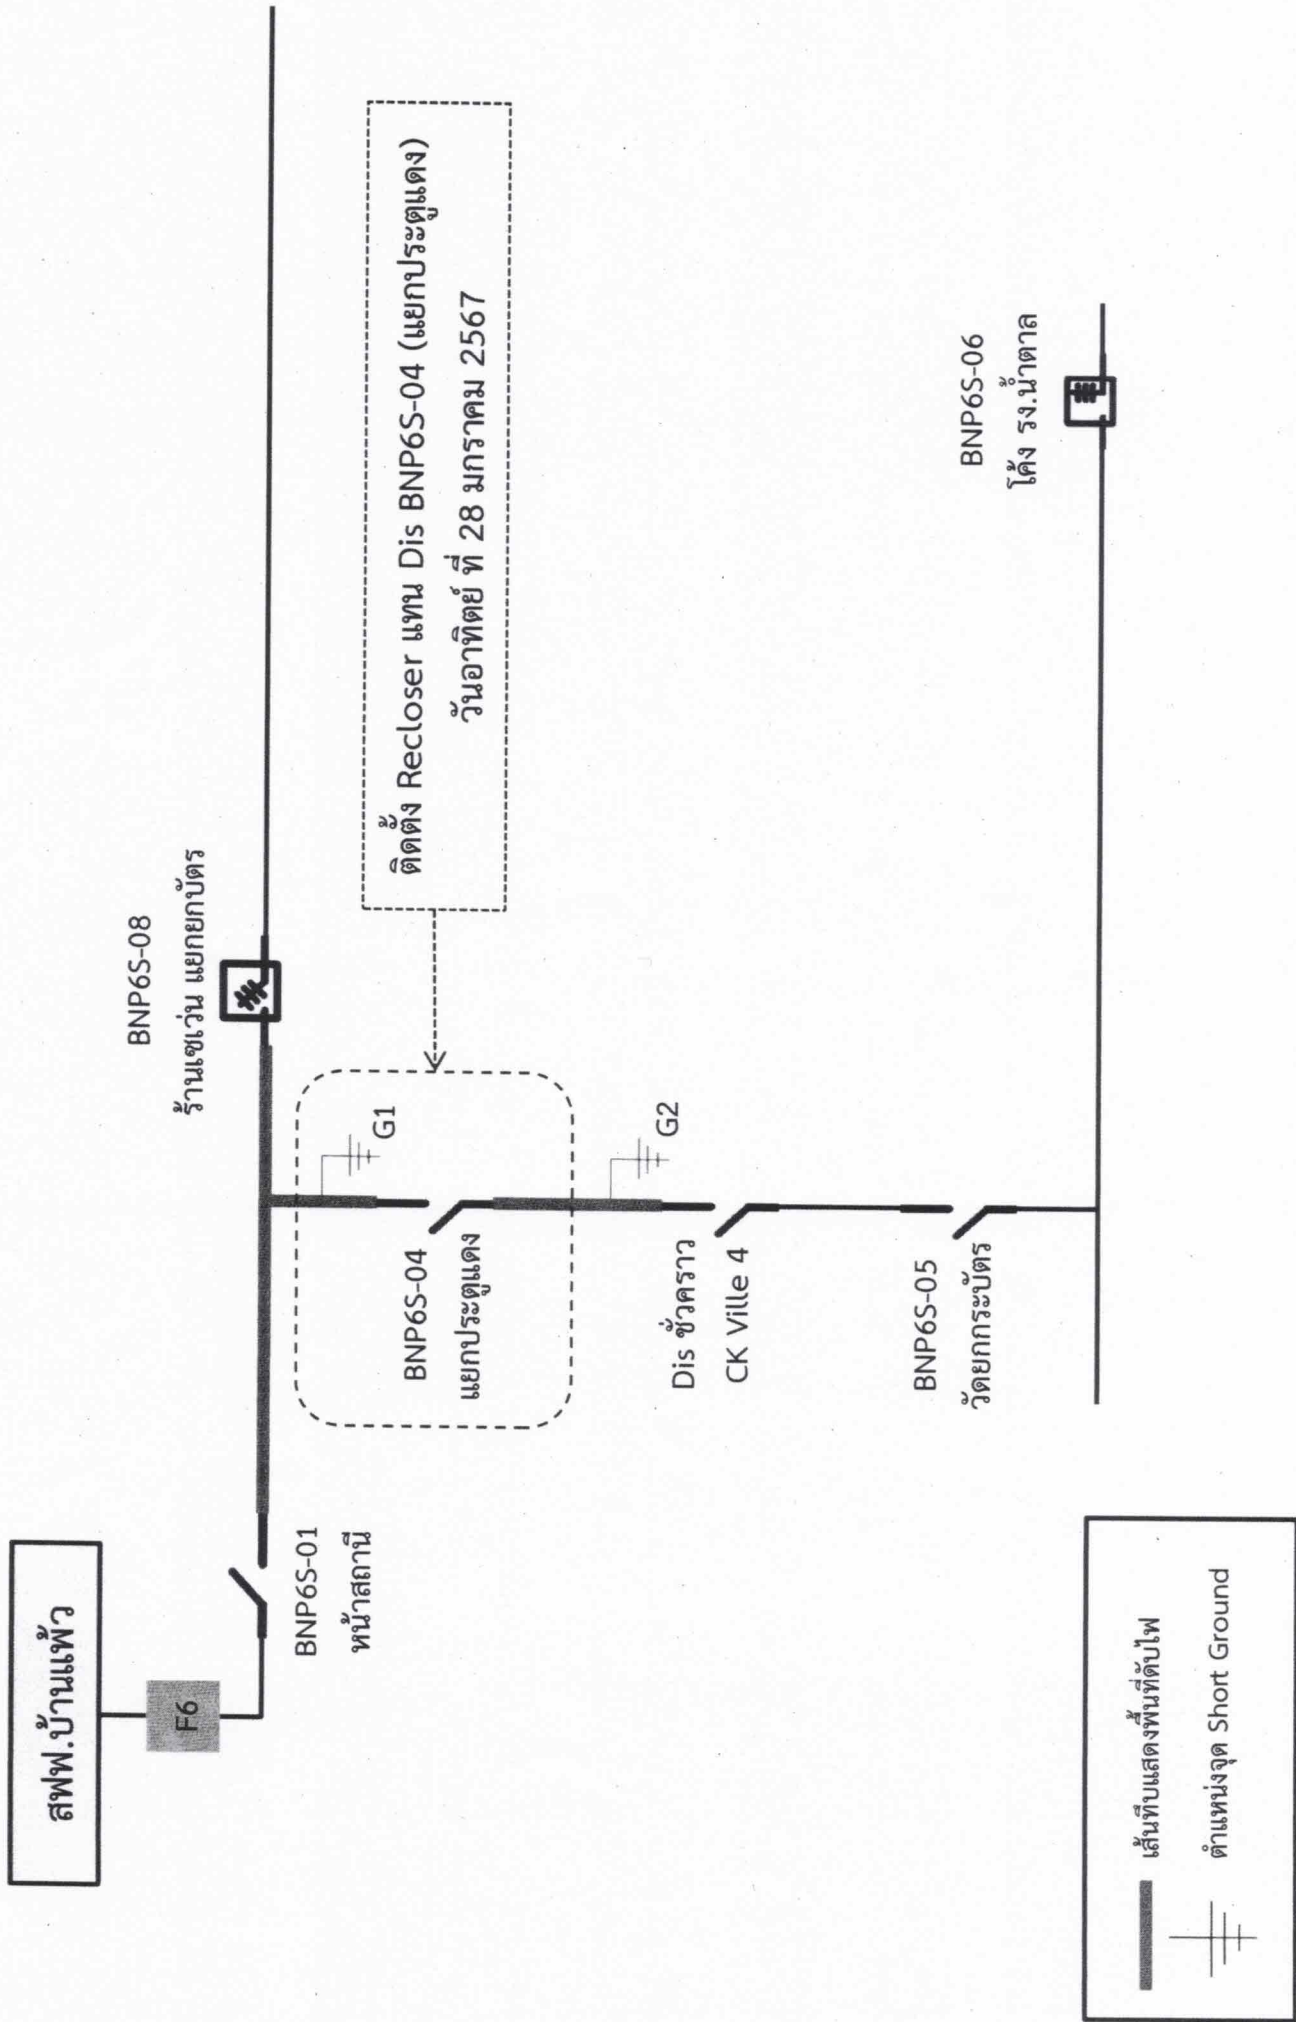 สฟฟ.บ้านแพ้ว
F6
BNP6S-01
หน้าสถานี
BNP6S-08
ร้านเซเว่น แยกยกบัตร
G1
BNP6S-04
แยกประตูแดง
ติดตั้ง Recloser แทน Dis BNP6S-04 (แยกประตูแดง)
วันอาทิตย์ ที่ 28 มกราคม 2567
G2
Dis ชั่วคราว
CK Ville 4
BNP6S-05
วัดยกกระบัตร
BNP6S-06
โค้ง รง.น้ำตาล
เส้นทึบแสดงพื้นที่ดับไฟ
ตำแหน่งจุด Short Ground